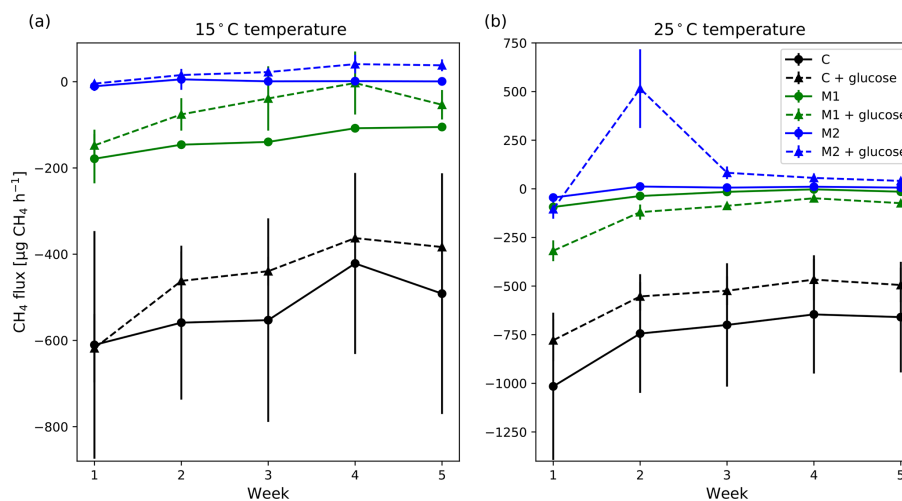 (a)
15°C temperature
0
−200
−400
−600
−800
CH₄ flux [µg CH₄ h⁻¹]
1 2 3 4 5
Week
(b)
25°C temperature
750
500
250
0
−250
−500
−750
−1000
−1250
1 2 3 4 5
Week
C
C + glucose
M1
M1 + glucose
M2
M2 + glucose